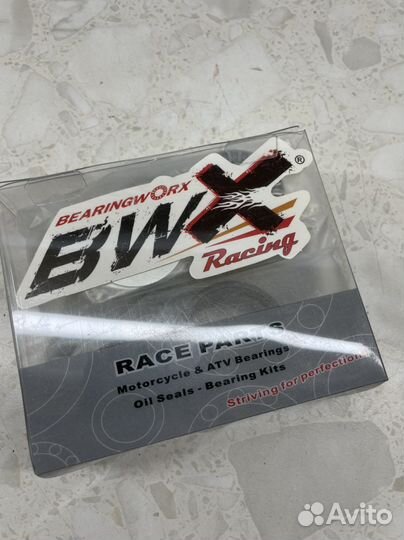 BEARINGWORX
BWX ®
Racing
RACE PARTS
Motorcycle & ATV Bearings
Oil Seals - Bearing Kits
Striving for perfection
Avito